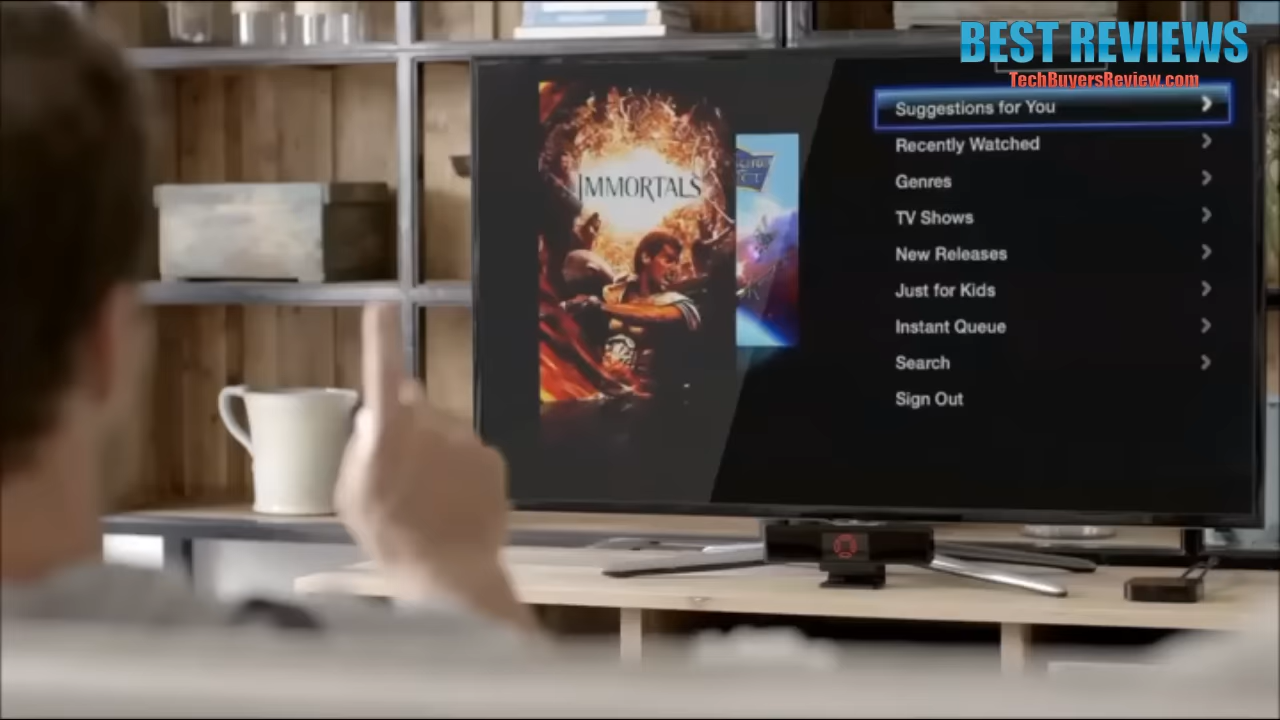 BEST REVIEWS
TechBuyersReview.com
IMMORTALS
Suggestions for You
Recently Watched
Genres
TV Shows
New Releases
Just for Kids
Instant Queue
Search
Sign Out